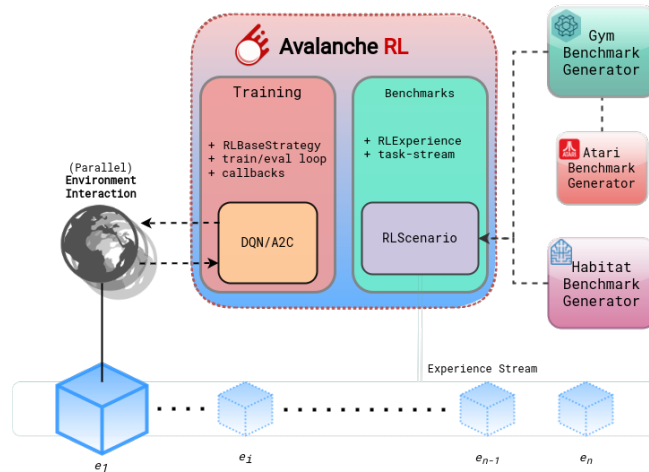 Avalanche RL
Training
+ RLBaseStrategy
+ train/eval loop
+ callbacks
DQN/A2C
Benchmarks
+ RLExperience
+ task-stream
RLScenario
Gym
Benchmark
Generator
ATARI
Atari
Benchmark
Generator
Habitat
Benchmark
Generator
(Parallel)
Environment
Interaction
Experience Stream
e1
ei
en-1
en